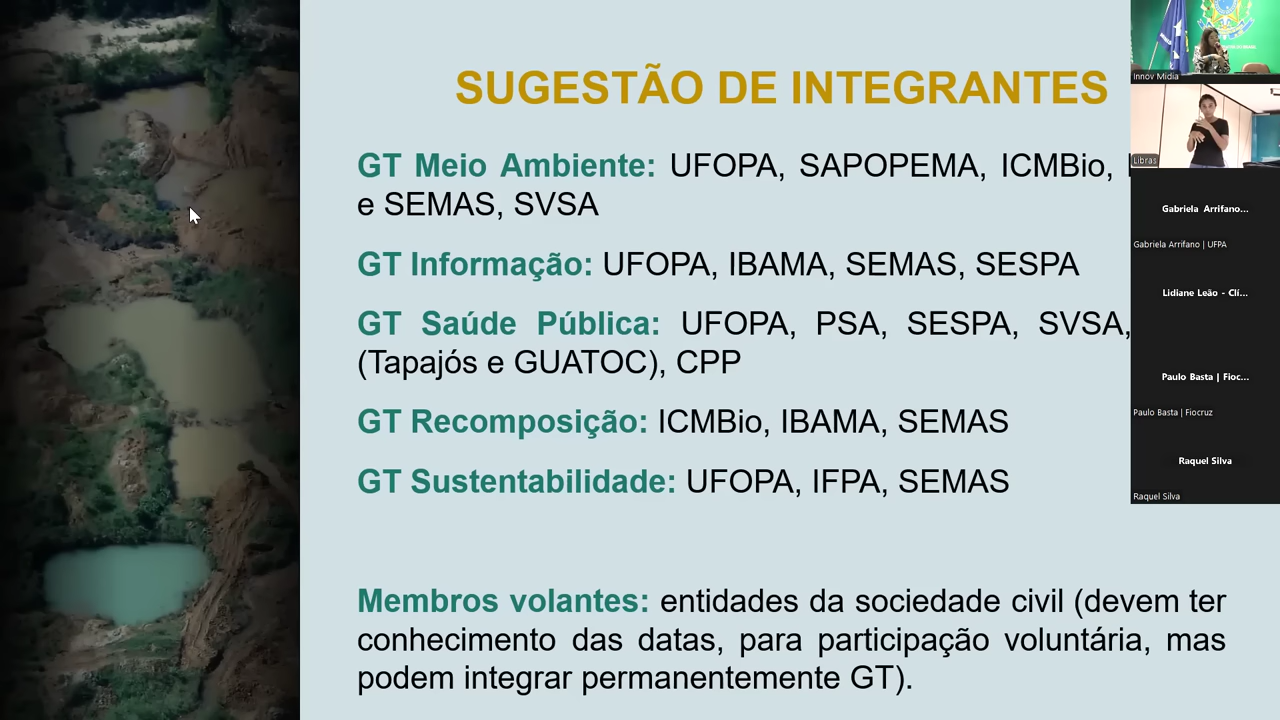 SUGESTÃO DE INTEGRANTES
GT Meio Ambiente: UFOPA, SAPOPEMA, ICMBio,
e SEMAS, SVSA
GT Informação: UFOPA, IBAMA, SEMAS, SESPA
GT Saúde Pública: UFOPA, PSA, SESPA, SVSA,
(Tapajós e GUATOC), CPP
GT Recomposição: ICMBio, IBAMA, SEMAS
GT Sustentabilidade: UFOPA, IFPA, SEMAS
Membros volantes: entidades da sociedade civil (devem ter
conhecimento das datas, para participação voluntária, mas
podem integrar permanentemente GT).
Innov Midia
Libras
Gabriela Arrifano...
Gabriela Arrifano | UFPA
Lidiane Leão - Clí...
Paulo Basta | Fioc...
Paulo Basta | Fiocruz
Raquel Silva
Raquel Silva